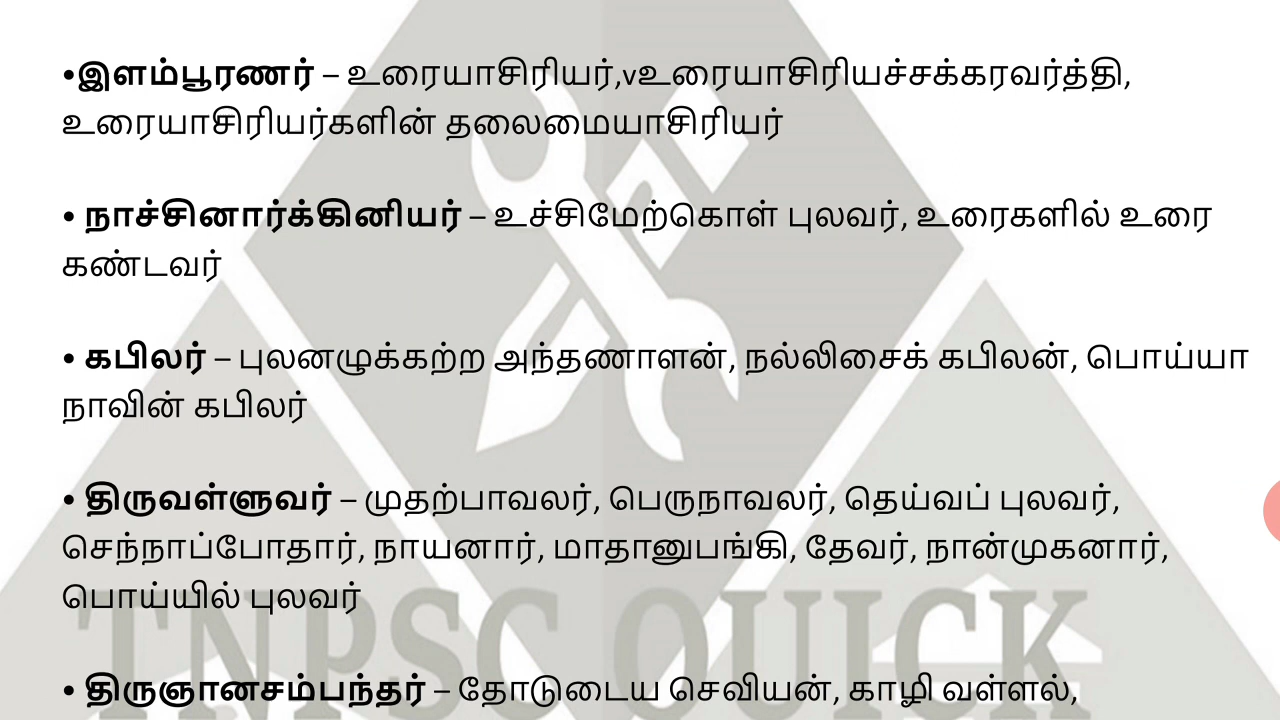 •இளம்பூரணர் – உரையாசிரியர்,vஉரையாசிரியச்சக்கரவர்த்தி,
உரையாசிரியர்களின் தலைமையாசிரியர்
• நாச்சினார்க்கினியர் – உச்சிமேற்கொள் புலவர், உரைகளில் உரை
கண்டவர்
• கபிலர் – புலனழுக்கற்ற அந்தணாளன், நல்லிசைக் கபிலன், பொய்யா
நாவின் கபிலர்
• திருவள்ளுவர் – முதற்பாவலர், பெருநாவலர், தெய்வப் புலவர்,
செந்நாப்போதார், நாயனார், மாதானுபங்கி, தேவர், நான்முகனார்,
பொய்யில் புலவர்
TNPSC QUICK
• திருஞானசம்பந்தர் – தோடுடைய செவியன், காழி வள்ளல்,